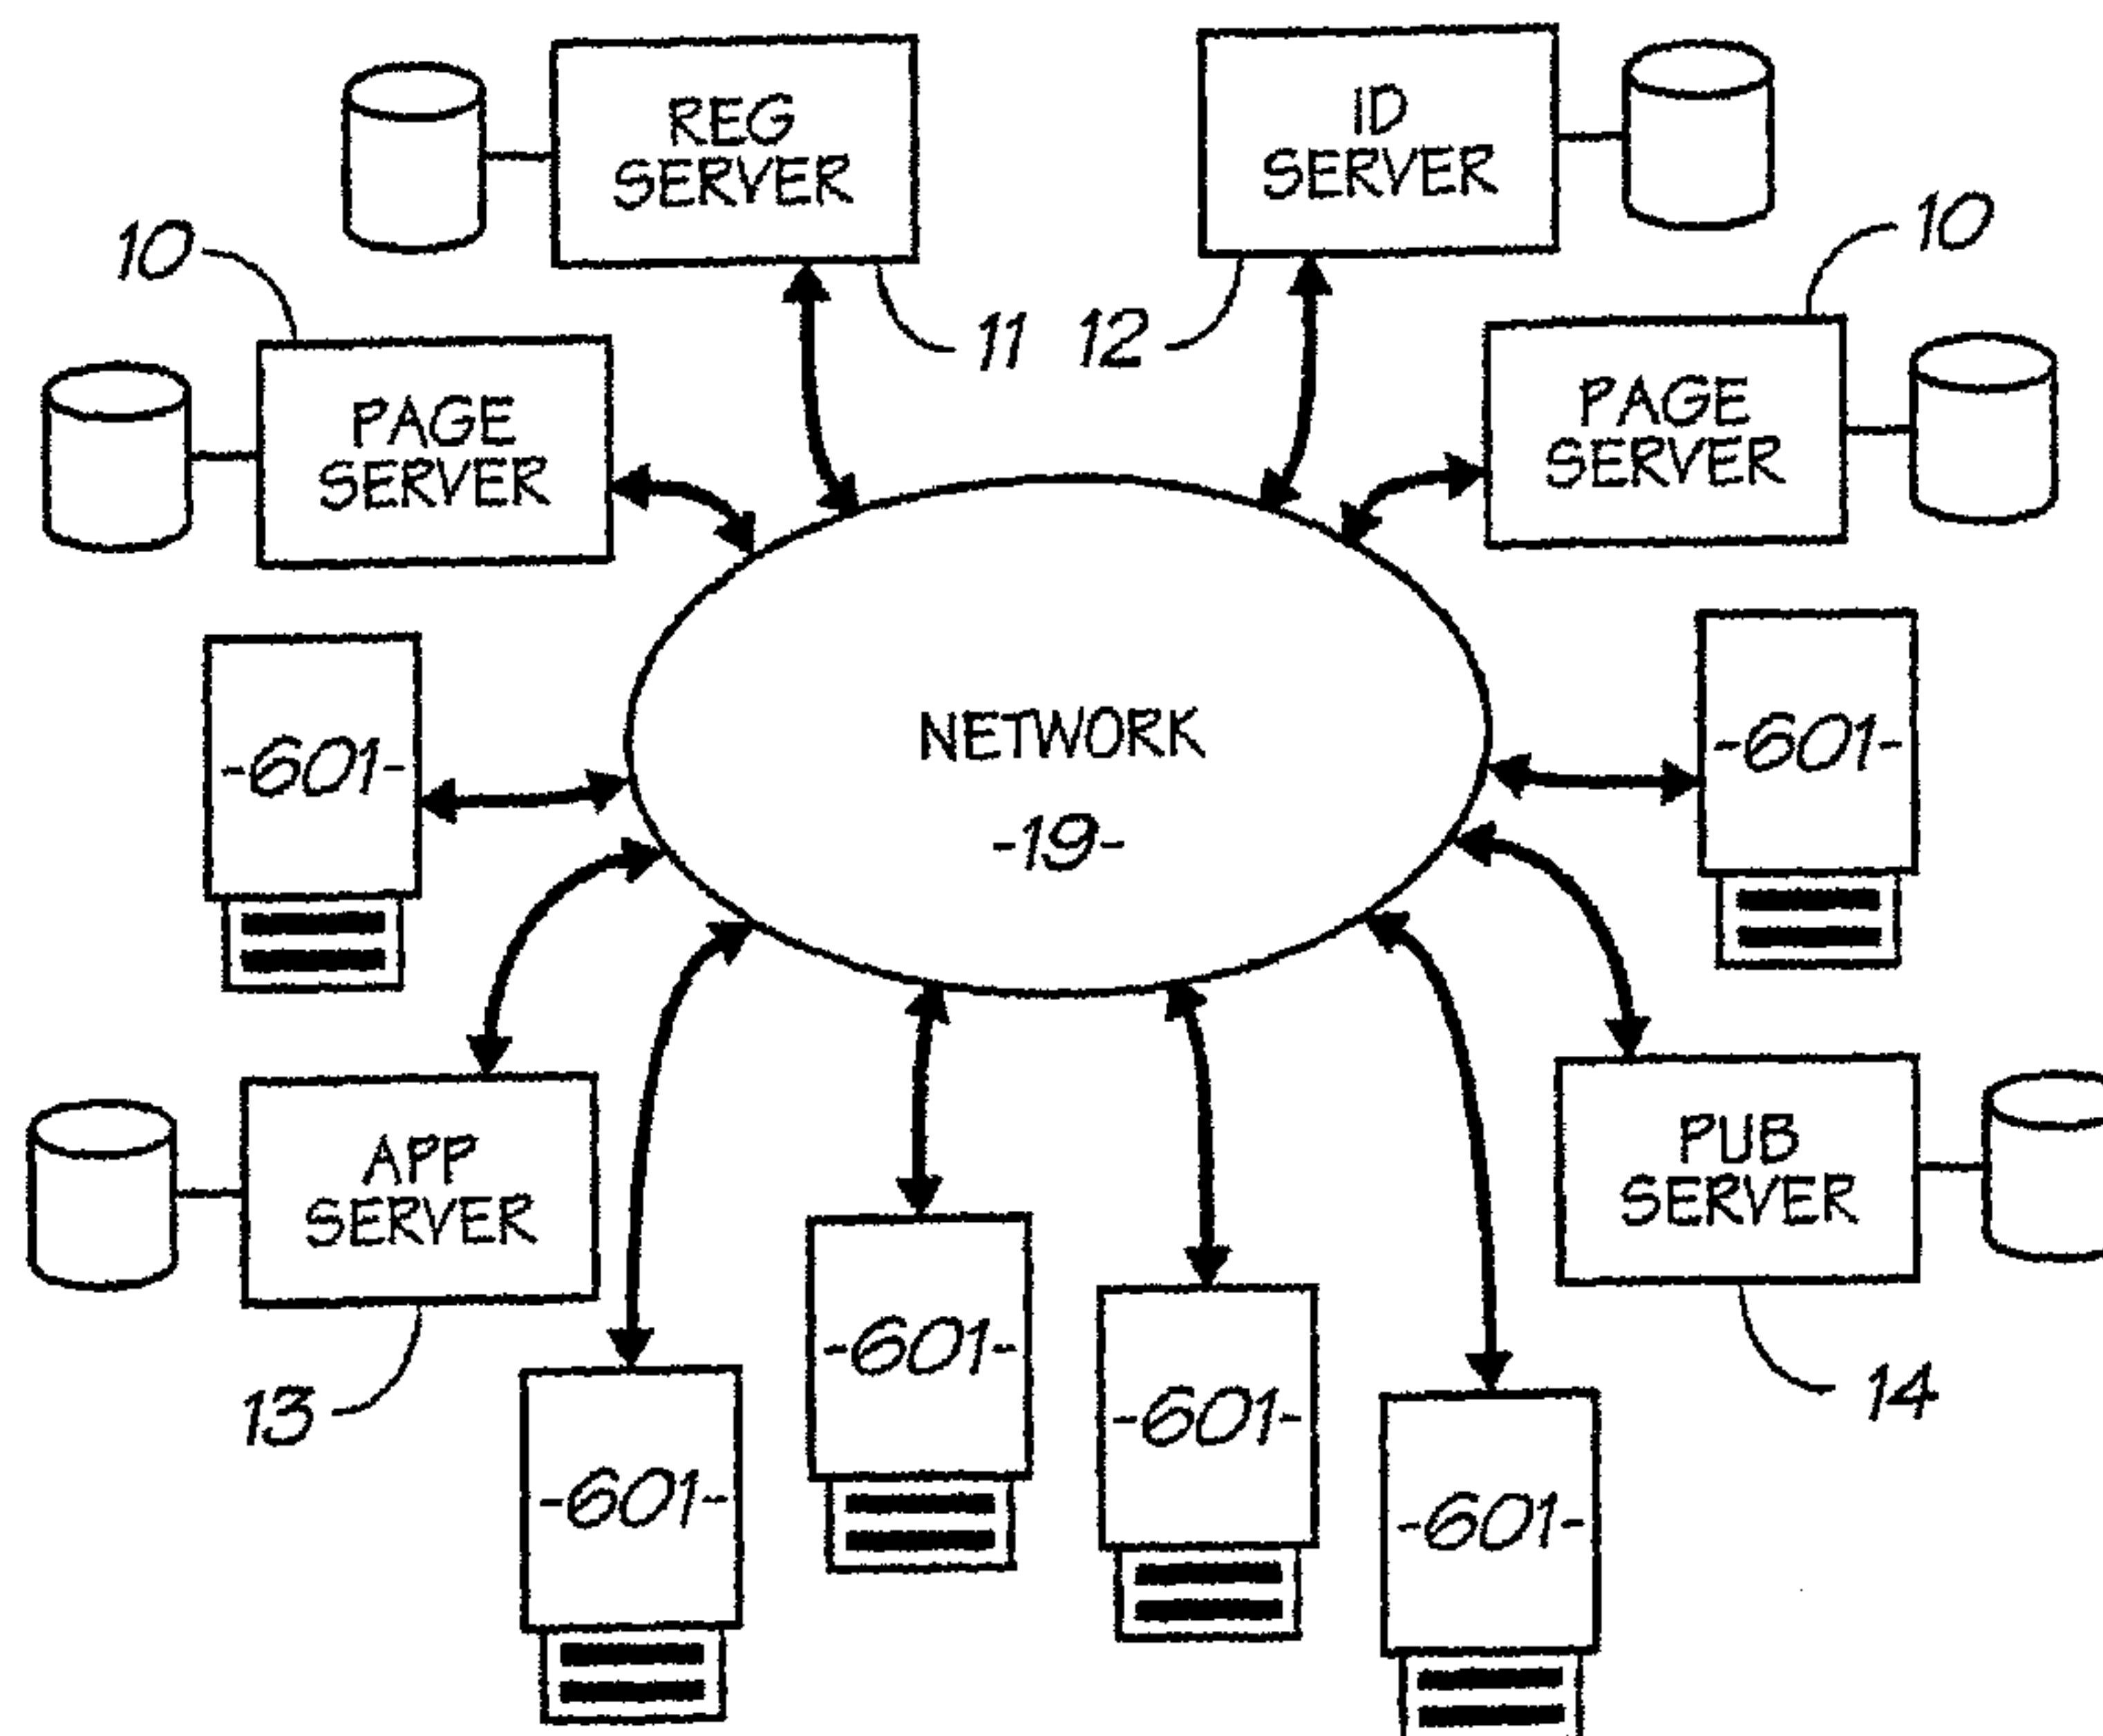 REG
SERVER
ID
SERVER
10
10
11
12
PAGE
SERVER
PAGE
SERVER
-601-
NETWORK
-19-
-601-
APP
SERVER
PUB
SERVER
13
14
-601-
-601-
-601-
-601-